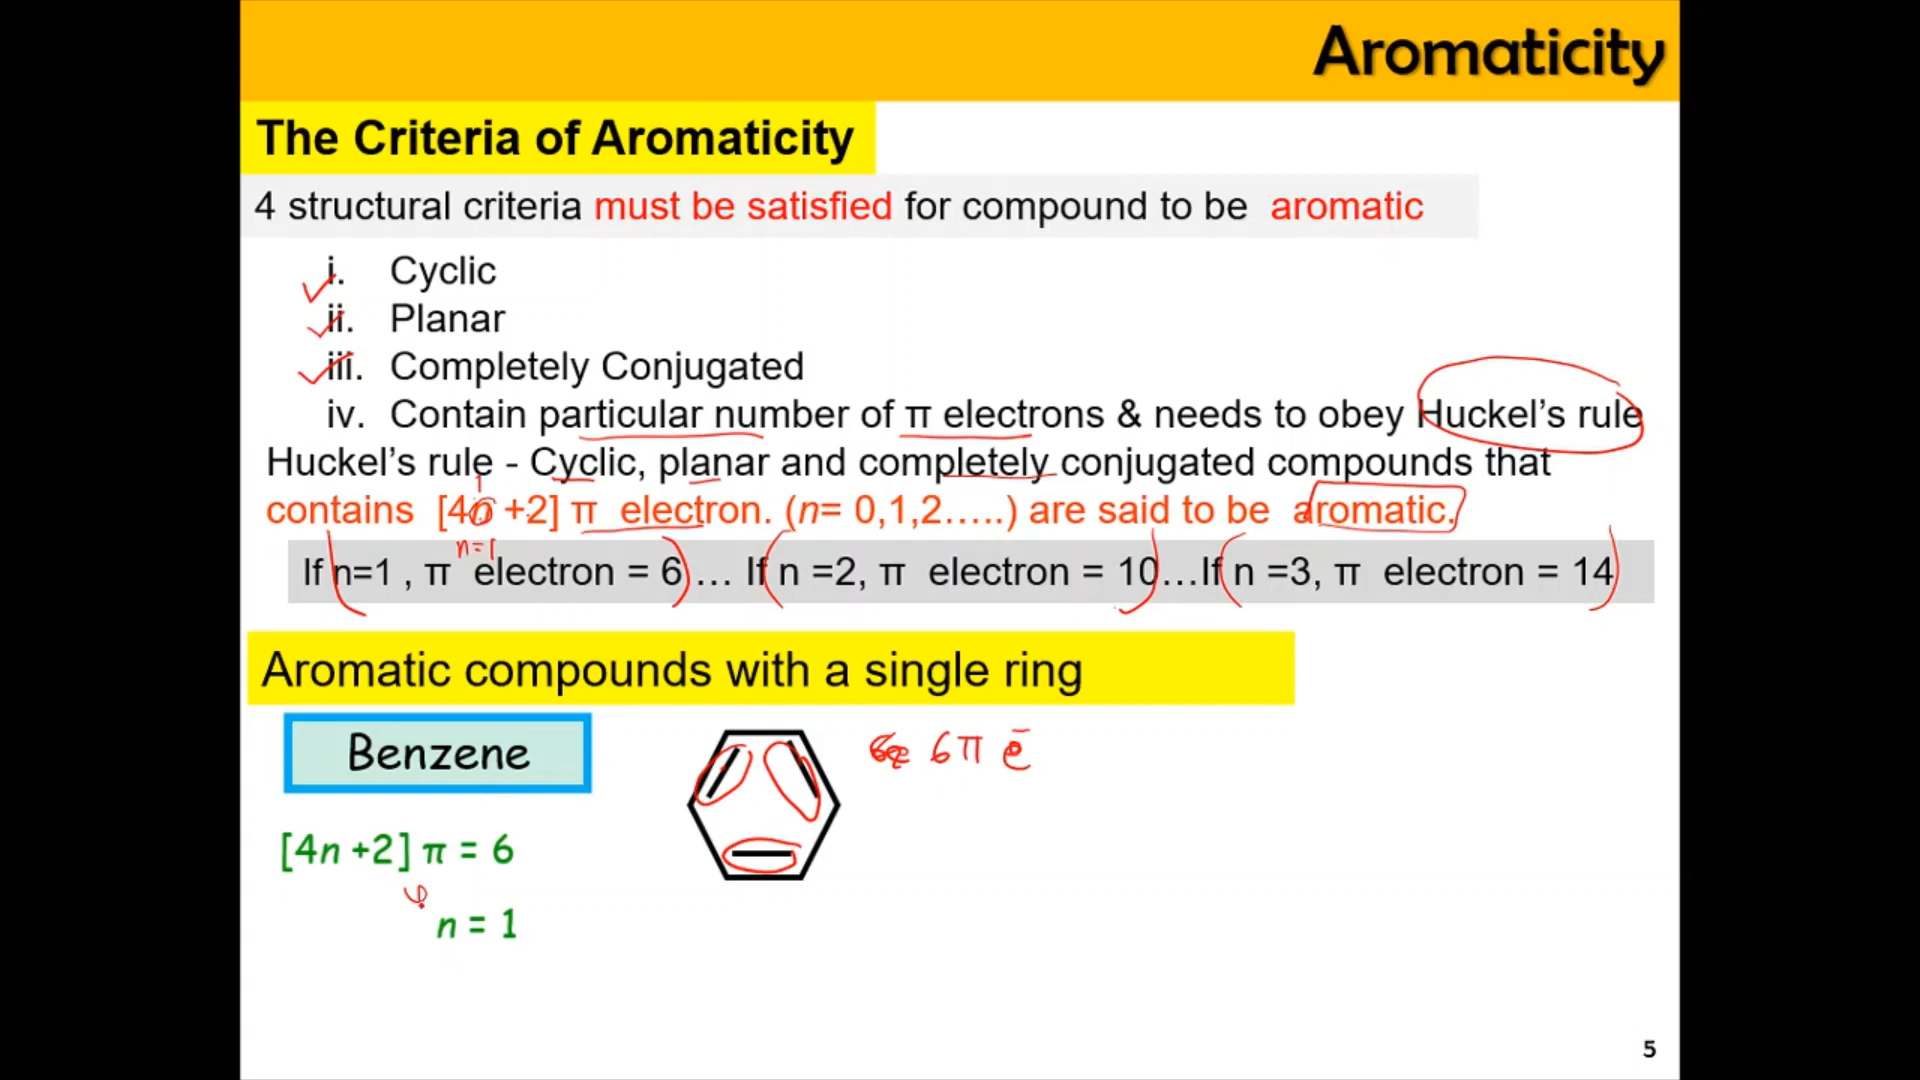 Aromaticity
The Criteria of Aromaticity
4 structural criteria must be satisfied for compound to be aromatic
i. Cyclic
ii. Planar
iii. Completely Conjugated
iv. Contain particular number of π electrons & needs to obey Huckel's rule
Huckel's rule - Cyclic, planar and completely conjugated compounds that
1
contains [4n +2] π electron. (n= 0,1,2…..) are said to be aromatic.
n=1
If n=1 , π electron = 6 … If n =2, π electron = 10…If n =3, π electron = 14
Aromatic compounds with a single ring
Benzene
6π e̅
[4n +2] π = 6
n = 1
5